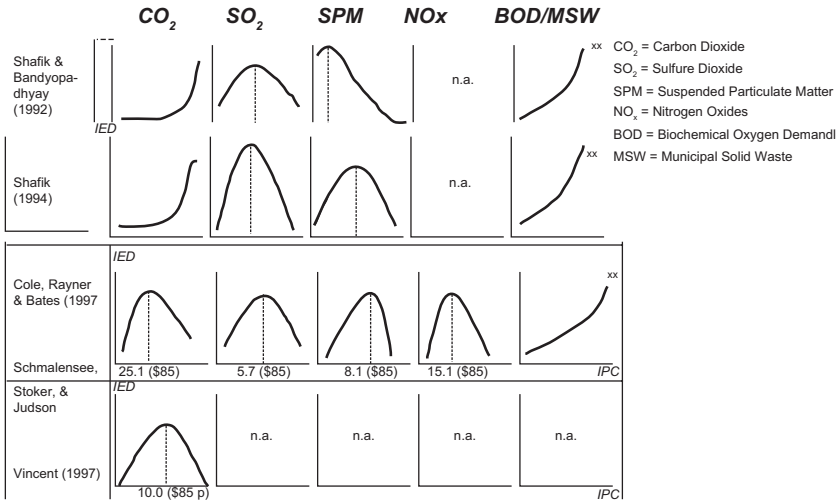 CO2 SO2 SPM NOx BOD/MSW
Shafik &
Bandyopa-
dhyay
(1992)
IED
n.a.
xx
CO2 = Carbon Dioxide
SO2 = Sulfure Dioxide
SPM = Suspended Particulate Matter
NOx = Nitrogen Oxides
BOD = Biochemical Oxygen Demandl
MSW = Municipal Solid Waste
Shafik
(1994)
n.a.
xx
IED
Cole, Rayner
& Bates (1997
xx
Schmalensee,
25.1 ($85) 5.7 ($85) 8.1 ($85) 15.1 ($85) IPC
Stoker, &
Judson
IED
n.a. n.a. n.a. n.a.
Vincent (1997)
10.0 ($85 p) IPC